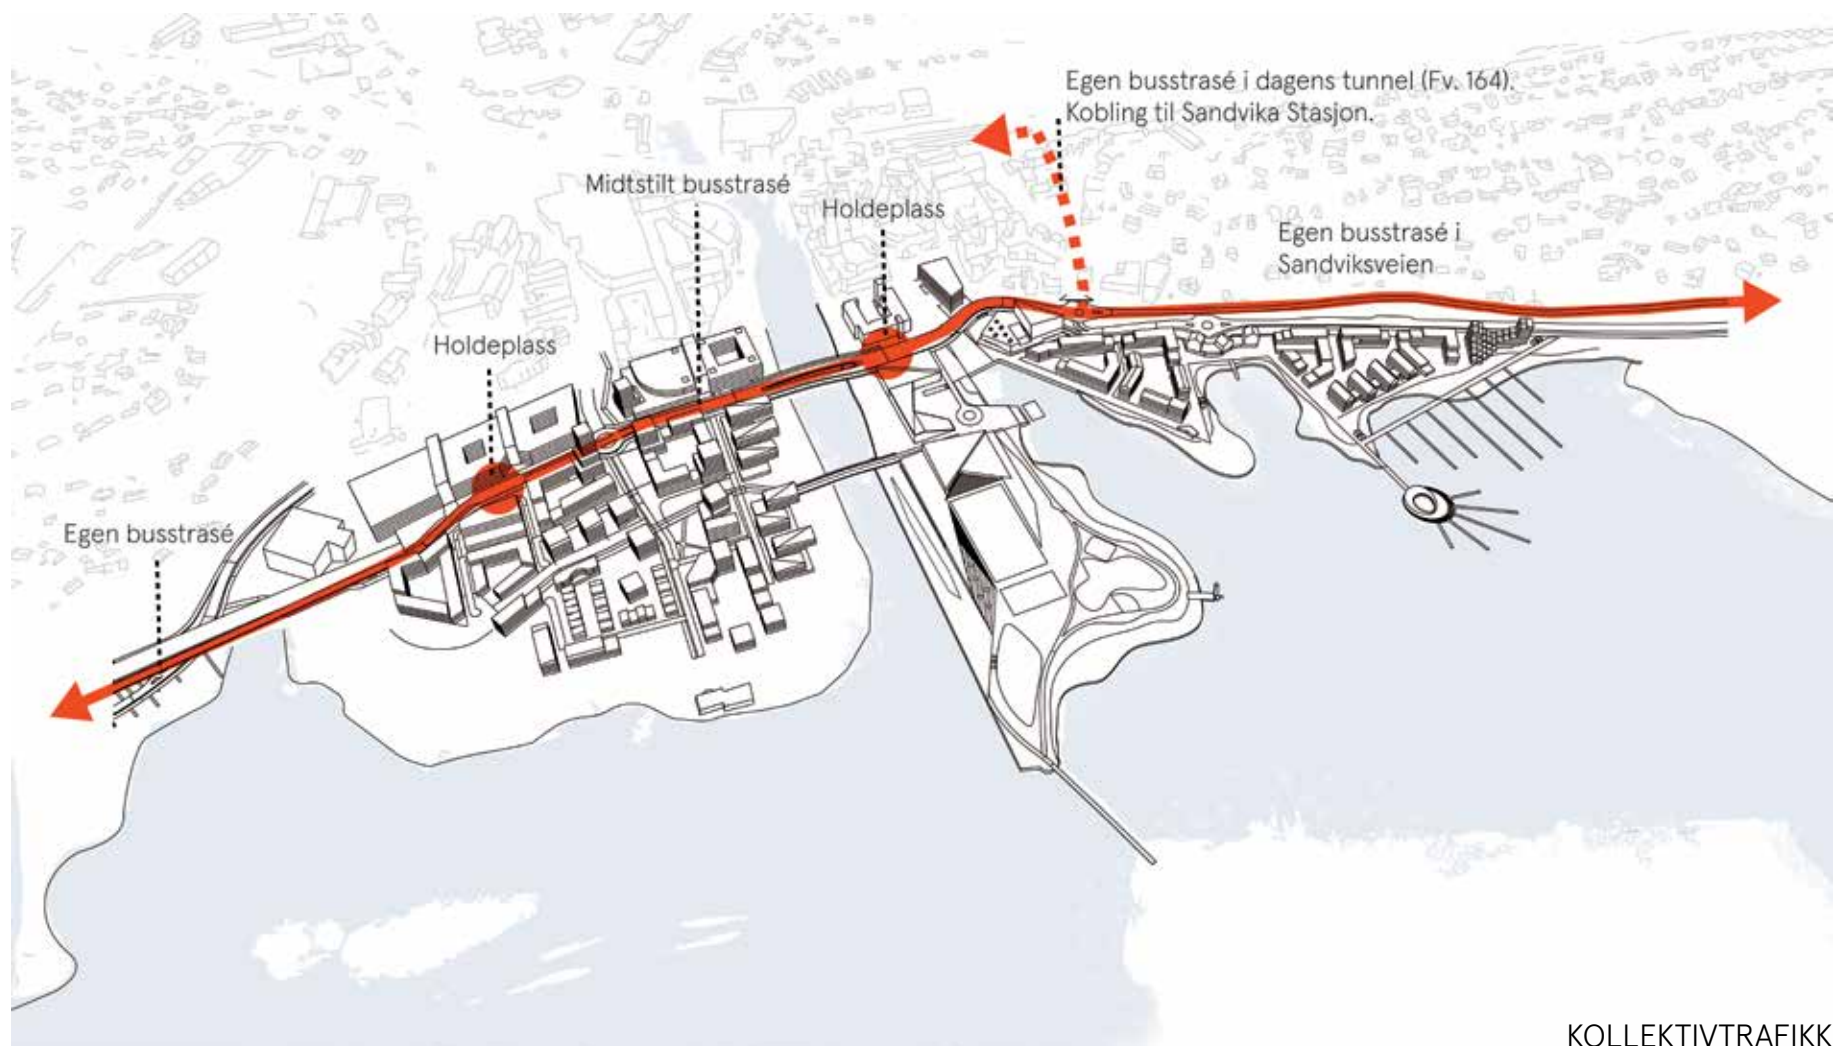 Egen busstrasé i dagens tunnel (Fv. 164).
Kobling til Sandvika Stasjon.
Midtstilt busstrasé
Holdeplass
Egen busstrasé i
Sandviksveien
Holdeplass
Egen busstrasé
KOLLEKTIVTRAFIKK